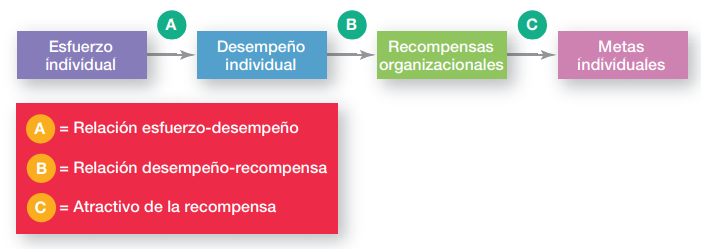 A
B
C
Esfuerzo
individual
Desempeño
individual
Recompensas
organizacionales
Metas
individuales
A = Relación esfuerzo-desempeño
B = Relación desempeño-recompensa
C = Atractivo de la recompensa